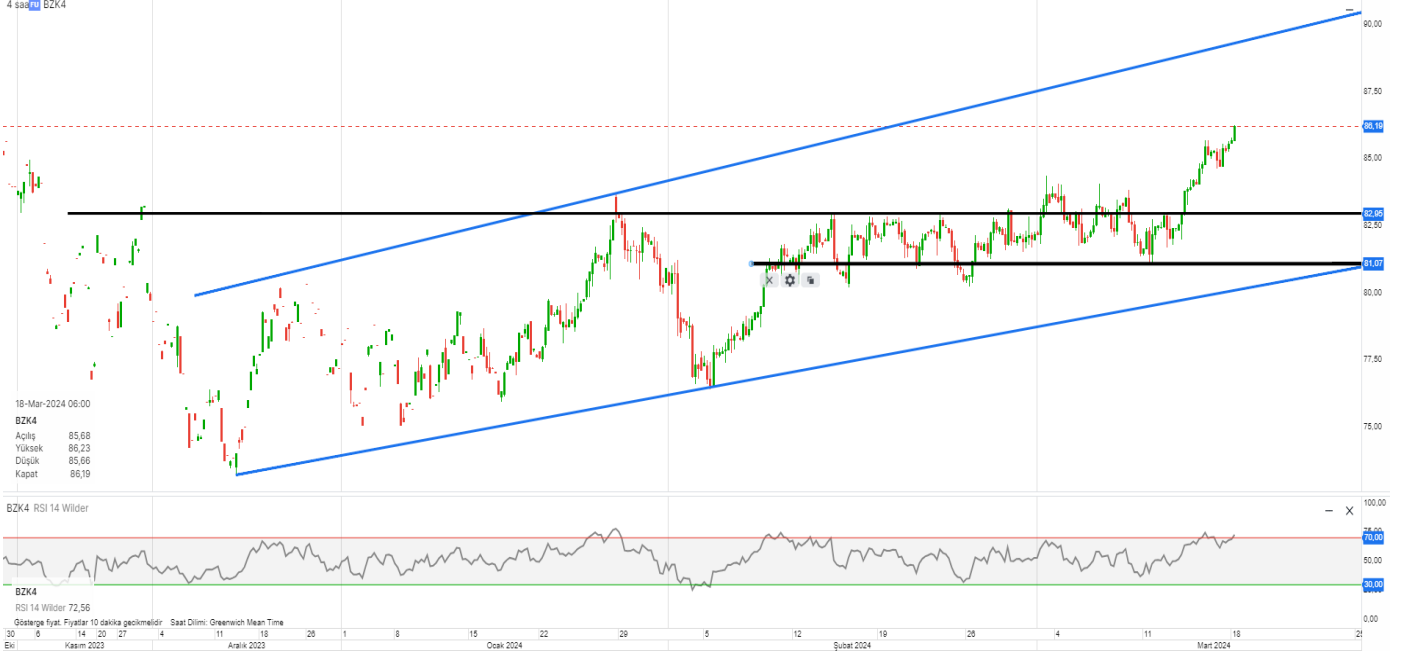 4 saa FU BZK4
90,00
87,50
86,19
85,00
82,95
82,50
81,07
80,00
77,50
75,00
18-Mar-2024 06:00
BZK4
Açılış 85,68
Yüksek 86,23
Düşük 85,66
Kapat 86,19
BZK4 RSI 14 Wilder
100,00
75,00
70,00
50,00
30,00
0,00
BZK4
RSI 14 Wilder 72,56
Gösterge fiyat. Fiyatlar 10 dakika gecikmelidir Saat Dilimi: Greenwich Mean Time
30 6 14 20 27 4 11 18 26 1 8 15 22 29 5 12 19 26 4 11 18 25
Eki Kasım 2023 Aralık 2023 Ocak 2024 Şubat 2024 Mart 2024